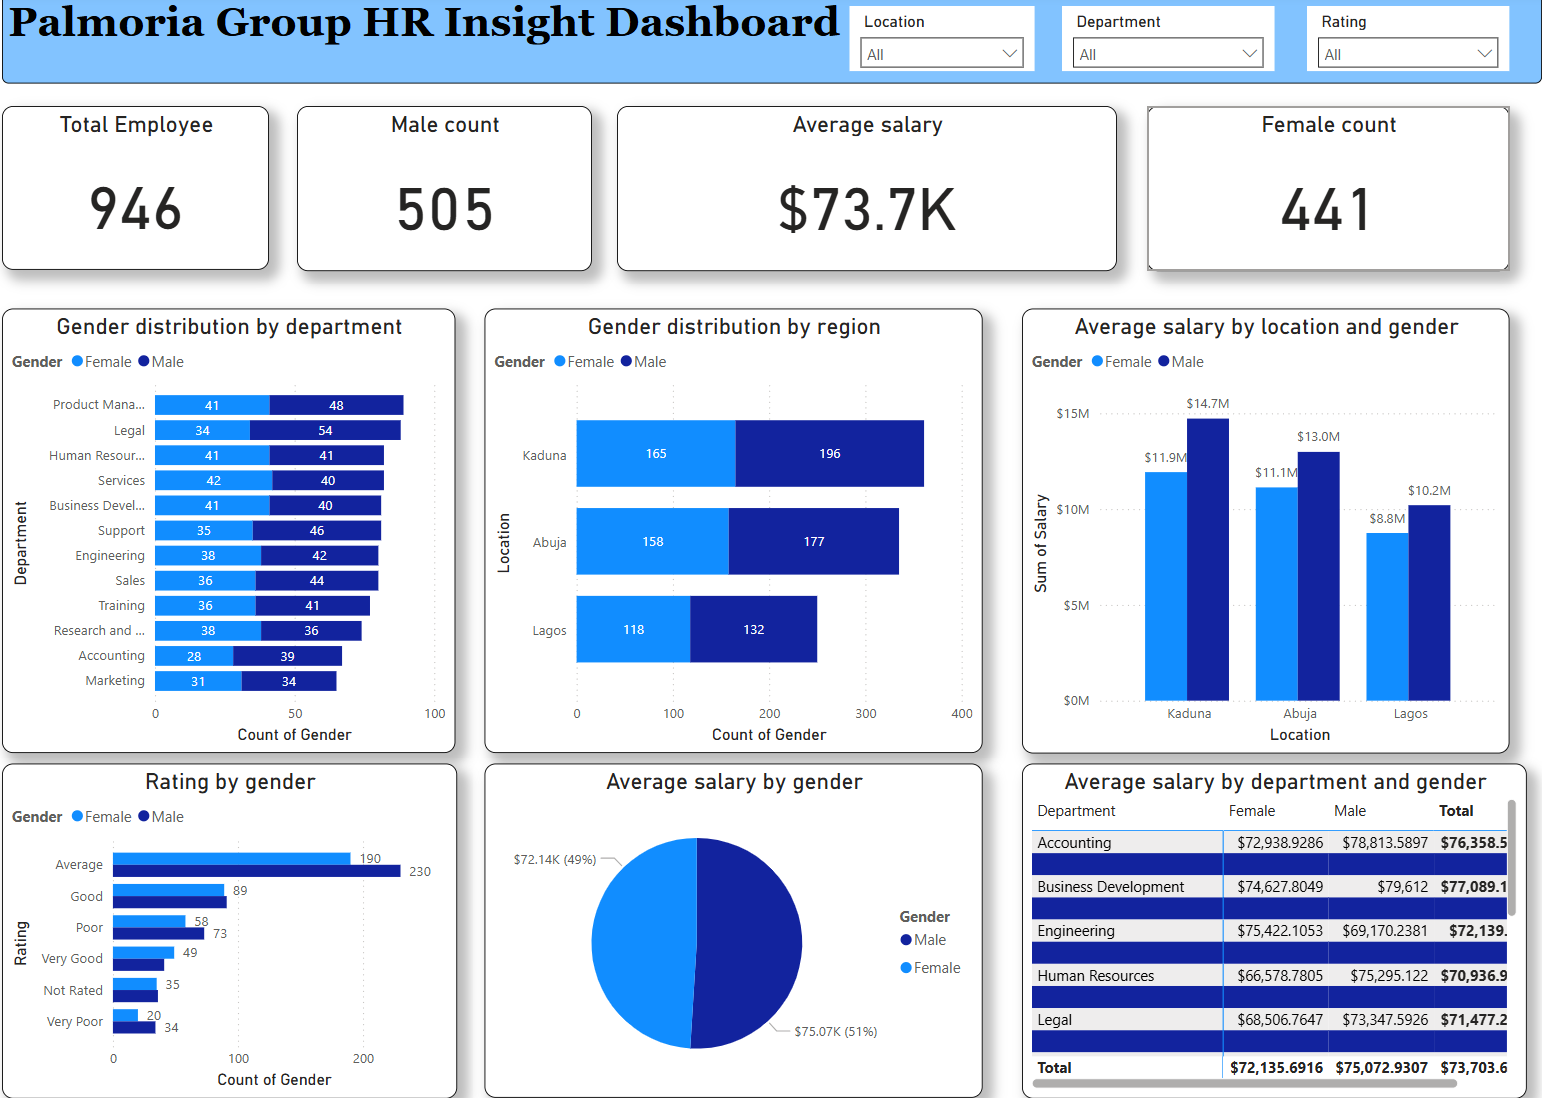 Palmoria Group HR Insight Dashboard
Location
All
Department
All
Rating
All
Total Employee
946
Male count
505
Average salary
$73.7K
Female count
441
Gender distribution by department
Gender Female Male
Department
Product Mana... 41 48
Legal 34 54
Human Resour... 41 41
Services 42 40
Business Devel... 41 40
Support 35 46
Engineering 38 42
Sales 36 44
Training 36 41
Research and ... 38 36
Accounting 28 39
Marketing 31 34
0 50 100
Count of Gender
Gender distribution by region
Gender Female Male
Location
Kaduna 165 196
Abuja 158 177
Lagos 118 132
0 100 200 300 400
Count of Gender
Average salary by location and gender
Gender Female Male
Sum of Salary
$15M
$10M
$5M
$0M
$11.9M $14.7M
$11.1M $13.0M
$8.8M $10.2M
Kaduna Abuja Lagos
Location
Rating by gender
Gender Female Male
Rating
Average 190 230
Good 89
Poor 58 73
Very Good 49
Not Rated 35
Very Poor 20 34
0 100 200
Count of Gender
Average salary by gender
$72.14K (49%)
$75.07K (51%)
Gender
Male
Female
Average salary by department and gender
Department Female Male Total
Accounting $72,938.9286 $78,813.5897 $76,358.5
Business Development $74,627.8049 $79,612 $77,089.1
Engineering $75,422.1053 $69,170.2381 $72,139.
Human Resources $66,578.7805 $75,295.122 $70,936.9
Legal $68,506.7647 $73,347.5926 $71,477.2
Total $72,135.6916 $75,072.9307 $73,703.6